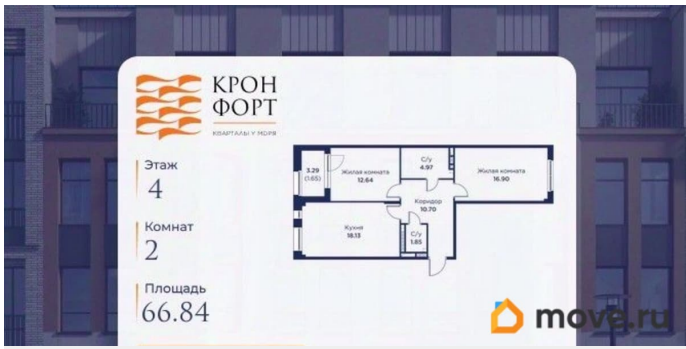 КРОН
ФОРТ
КВАРТАЛЫ У МОРЯ
Этаж
4
Комнат
2
Площадь
66.84
3.29
(1.65)
Жилая комната
12.64
С/у
4.97
Жилая комната
16.90
Коридор
10.70
Кухня
18.13
С/у
1.85
move.ru